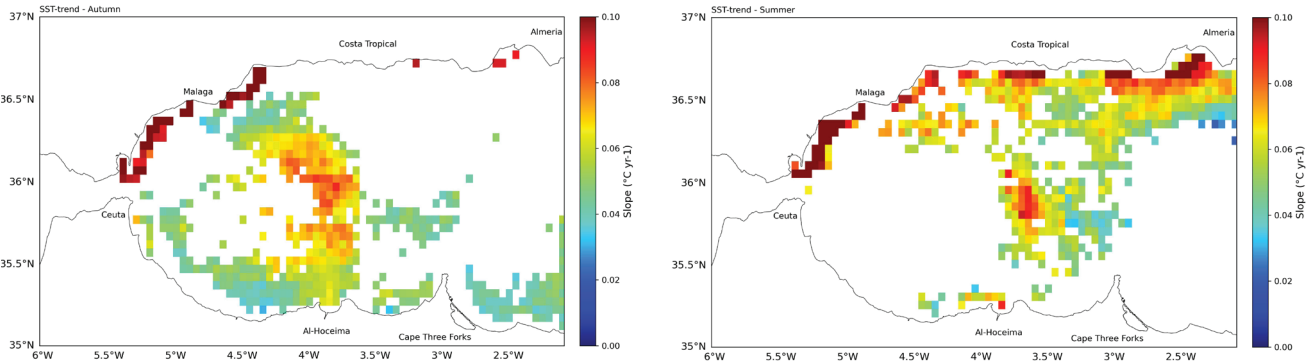 SST-trend - Autumn
37°N
36.5°N
36°N
35.5°N
35°N
6°W 5.5°W 5°W 4.5°W 4°W 3.5°W 3°W 2.5°W
Almeria
Costa Tropical
Malaga
Ceuta
Al-Hoceima
Cape Three Forks
0.10
0.08
0.06
0.04
0.02
0.00
Slope (°C yr-1)
SST-trend - Summer
37°N
36.5°N
36°N
35.5°N
35°N
6°W 5.5°W 5°W 4.5°W 4°W 3.5°W 3°W 2.5°W
Almeria
Costa Tropical
Malaga
Ceuta
Al-Hoceima
Cape Three Forks
0.10
0.08
0.06
0.04
0.02
0.00
Slope (°C yr-1)